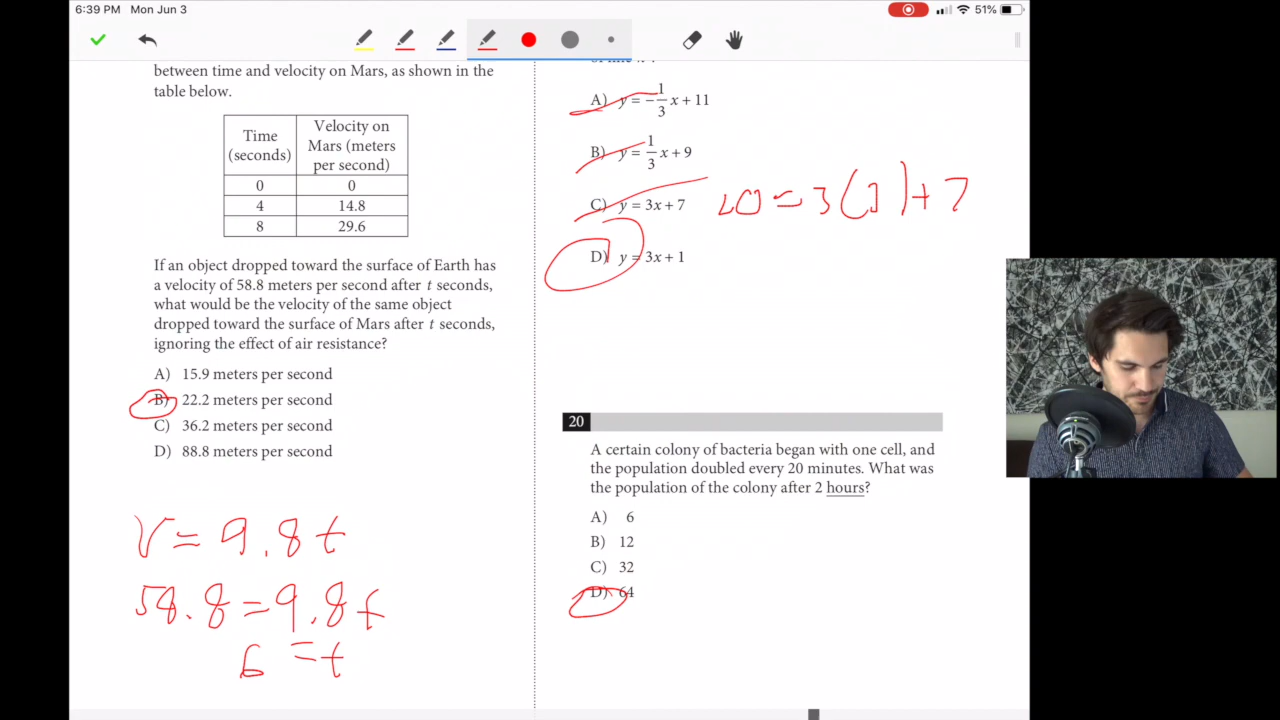 6:39 PM Mon Jun 3
51%
between time and velocity on Mars, as shown in the
table below.
Time (seconds) Velocity on Mars (meters per second)
0 0
4 14.8
8 29.6
If an object dropped toward the surface of Earth has
a velocity of 58.8 meters per second after t seconds,
what would be the velocity of the same object
dropped toward the surface of Mars after t seconds,
ignoring the effect of air resistance?
A) 15.9 meters per second
B) 22.2 meters per second
C) 36.2 meters per second
D) 88.8 meters per second
V = 9.8 t
58.8 = 9.8 t
6 = t
A) y = -1/3 x + 11
B) y = 1/3 x + 9
C) y = 3x + 7
D) y = 3x + 1
= 3( ) + 7
20
A certain colony of bacteria began with one cell, and
the population doubled every 20 minutes. What was
the population of the colony after 2 hours?
A) 6
B) 12
C) 32
D) 64